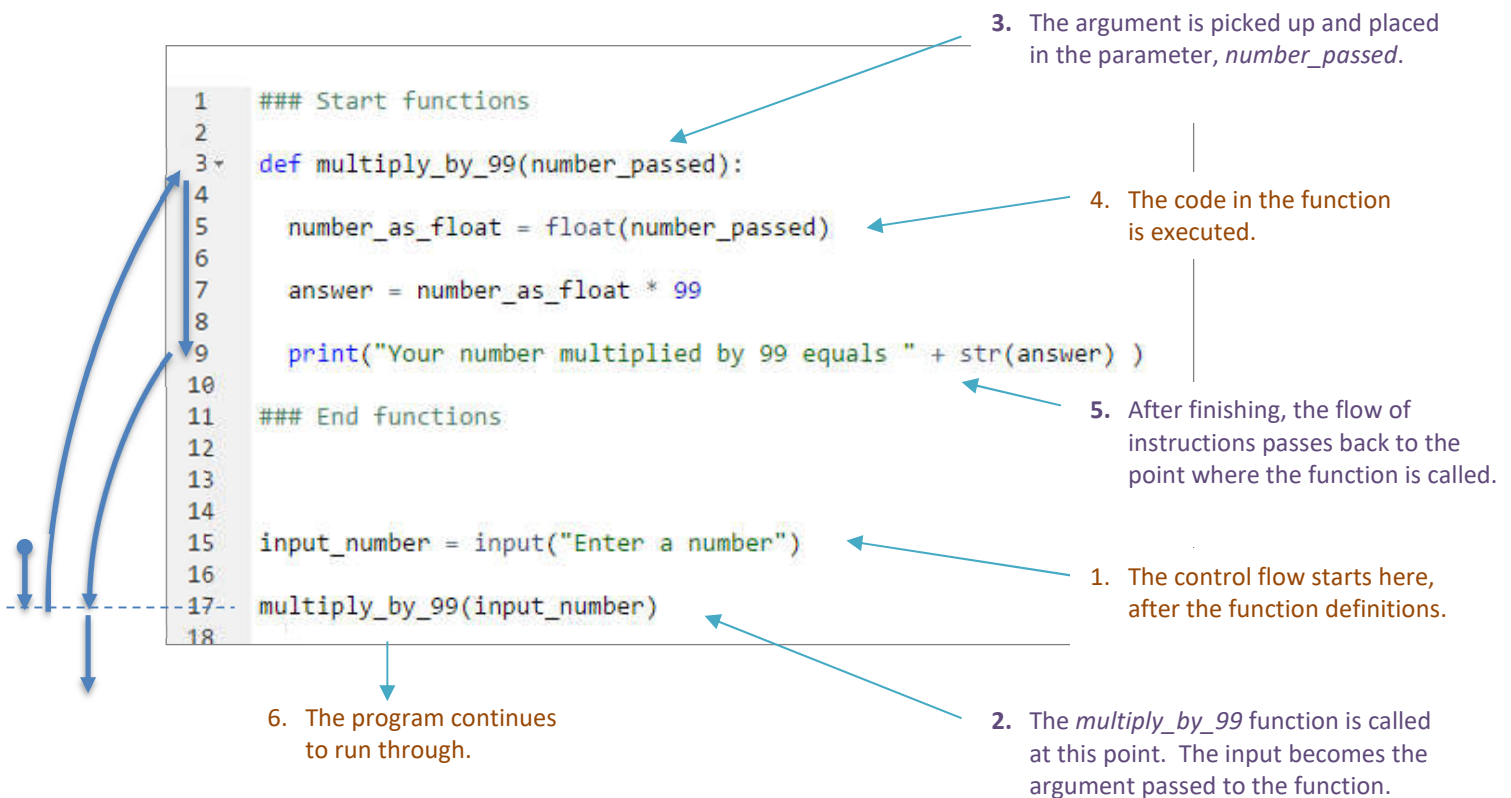 3. The argument is picked up and placed
in the parameter, number_passed.
1 ### Start functions
2
3 def multiply_by_99(number_passed):
4
5 number_as_float = float(number_passed)
6
7 answer = number_as_float * 99
8
9 print("Your number multiplied by 99 equals " + str(answer) )
10
11 ### End functions
12
13
14
15 input_number = input("Enter a number")
16
17 multiply_by_99(input_number)
18
4. The code in the function
is executed.
5. After finishing, the flow of
instructions passes back to the
point where the function is called.
1. The control flow starts here,
after the function definitions.
6. The program continues
to run through.
2. The multiply_by_99 function is called
at this point. The input becomes the
argument passed to the function.